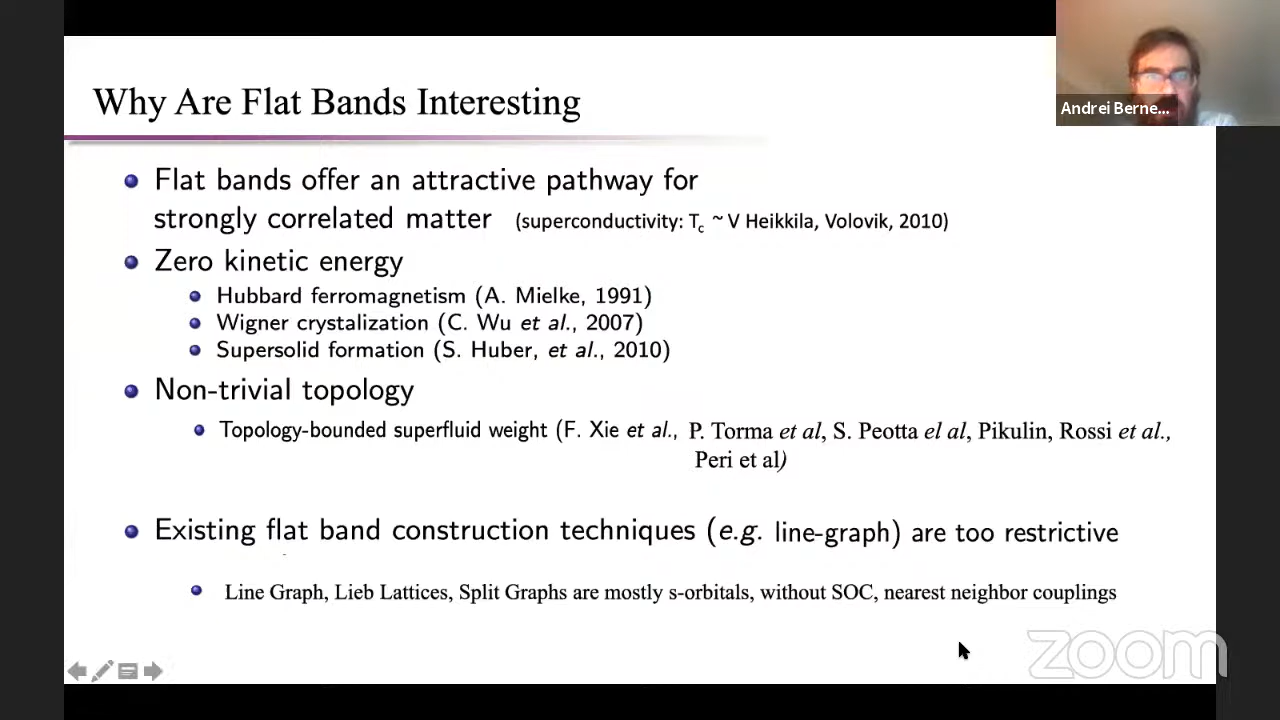 Why Are Flat Bands Interesting
Andrei Berne...
Flat bands offer an attractive pathway for
strongly correlated matter (superconductivity: Tc ~ V Heikkila, Volovik, 2010)
Zero kinetic energy
Hubbard ferromagnetism (A. Mielke, 1991)
Wigner crystalization (C. Wu et al., 2007)
Supersolid formation (S. Huber, et al., 2010)
Non-trivial topology
Topology-bounded superfluid weight (F. Xie et al., P. Torma et al, S. Peotta el al, Pikulin, Rossi et al.,
Peri et al)
Existing flat band construction techniques (e.g. line-graph) are too restrictive
Line Graph, Lieb Lattices, Split Graphs are mostly s-orbitals, without SOC, nearest neighbor couplings
zoom